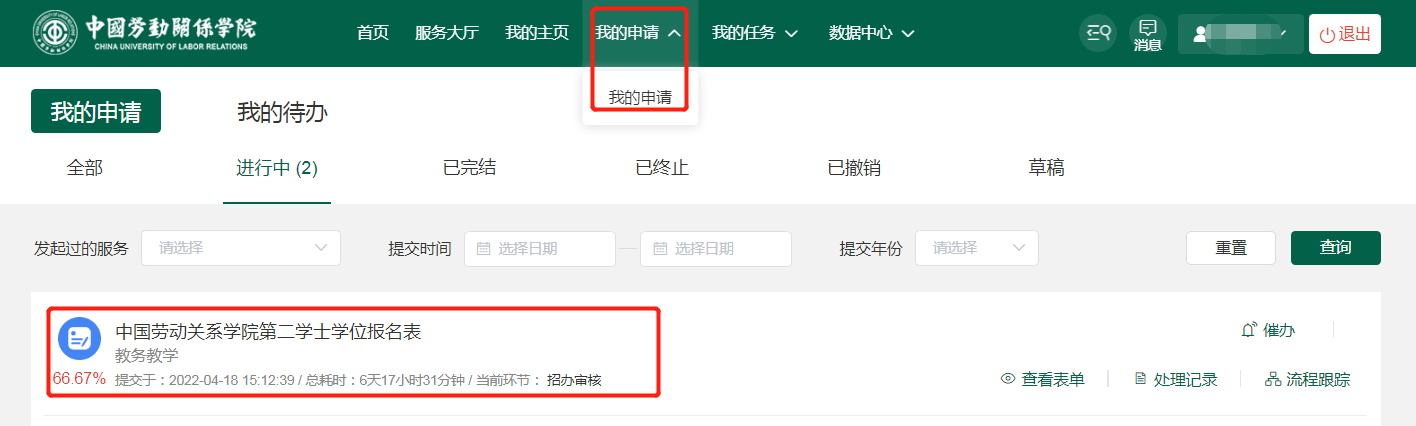 中國勞動關係學院
CHINA UNIVERSITY OF LABOR RELATIONS
首页 服务大厅 我的主页 我的申请 我的任务 数据中心 消息 退出
我的申请
我的申请 我的待办
全部 进行中 (2) 已完结 已终止 已撤销 草稿
发起过的服务 请选择 提交时间 选择日期 选择日期 提交年份 请选择 重置 查询
中国劳动关系学院第二学士学位报名表
催办
教务教学
66.67% 提交于：2022-04-18 15:12:39 / 总耗时：6天17小时31分钟 / 当前环节： 招办审核
查看表单 处理记录 流程跟踪